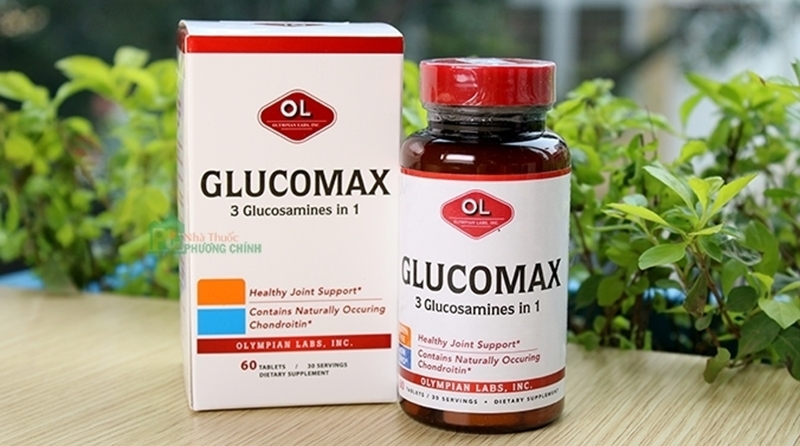 OL
OLYMPIAN LABS, INC
GLUCOMAX
3 Glucosamines in 1
Nhà Thuốc
PHƯƠNG CHÍNH
Healthy Joint Support*
Contains Naturally Occuring
Chondroitin*
OLYMPIAN LABS, INC.
60 TABLETS / 30 SERVINGS
DIETARY SUPPLEMENT
OL
OLYMPIAN LABS, INC
GLUCOMAX
3 Glucosamines in 1
Healthy Joint Support*
Contains Naturally Occuring
Chondroitin*
OLYMPIAN LABS, INC.
TABLETS / 30 SERVINGS • DIETARY SUPPLEMENT